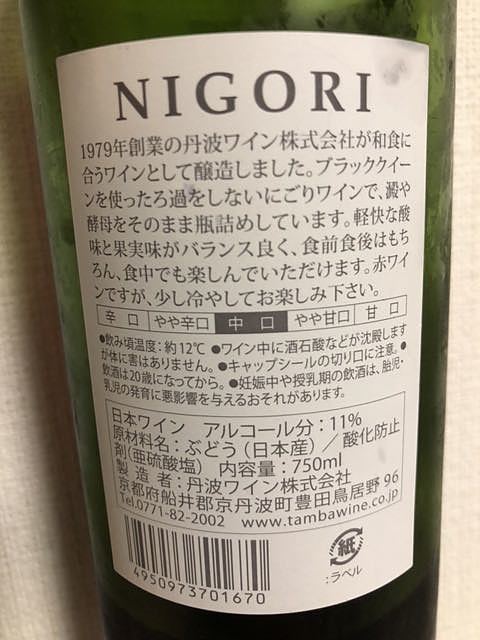 NIGORI
1979年創業の丹波ワイン株式会社が和食に
合うワインとして醸造しました。ブラッククイー
ンを使ったろ過をしないにごりワインで、澱や
酵母をそのまま瓶詰めしています。軽快な酸
味と果実味がバランス良く、食前食後はもち
ろん、食中でも楽しんでいただけます。赤ワイ
ンですが、少し冷やしてお楽しみ下さい。
辛口 やや辛口 中口 やや甘口 甘口
●飲み頃温度：約12℃ ●ワイン中に酒石酸などが沈殿します
が体に害はありません。●キャップシールの切り口に注意。●
飲酒は20歳になってから。●妊娠中や授乳期の飲酒は、胎児・
乳児の発育に悪影響を与えるおそれがあります。
日本ワイン アルコール分：11%
原材料名：ぶどう（日本産）／酸化防止
剤（亜硫酸塩） 内容量：750ml
製造者：丹波ワイン株式会社
京都府船井郡京丹波町豊田鳥居野96
Tel.0771-82-2002 www.tambawine.co.jp
4950973701670
紙
：ラベル